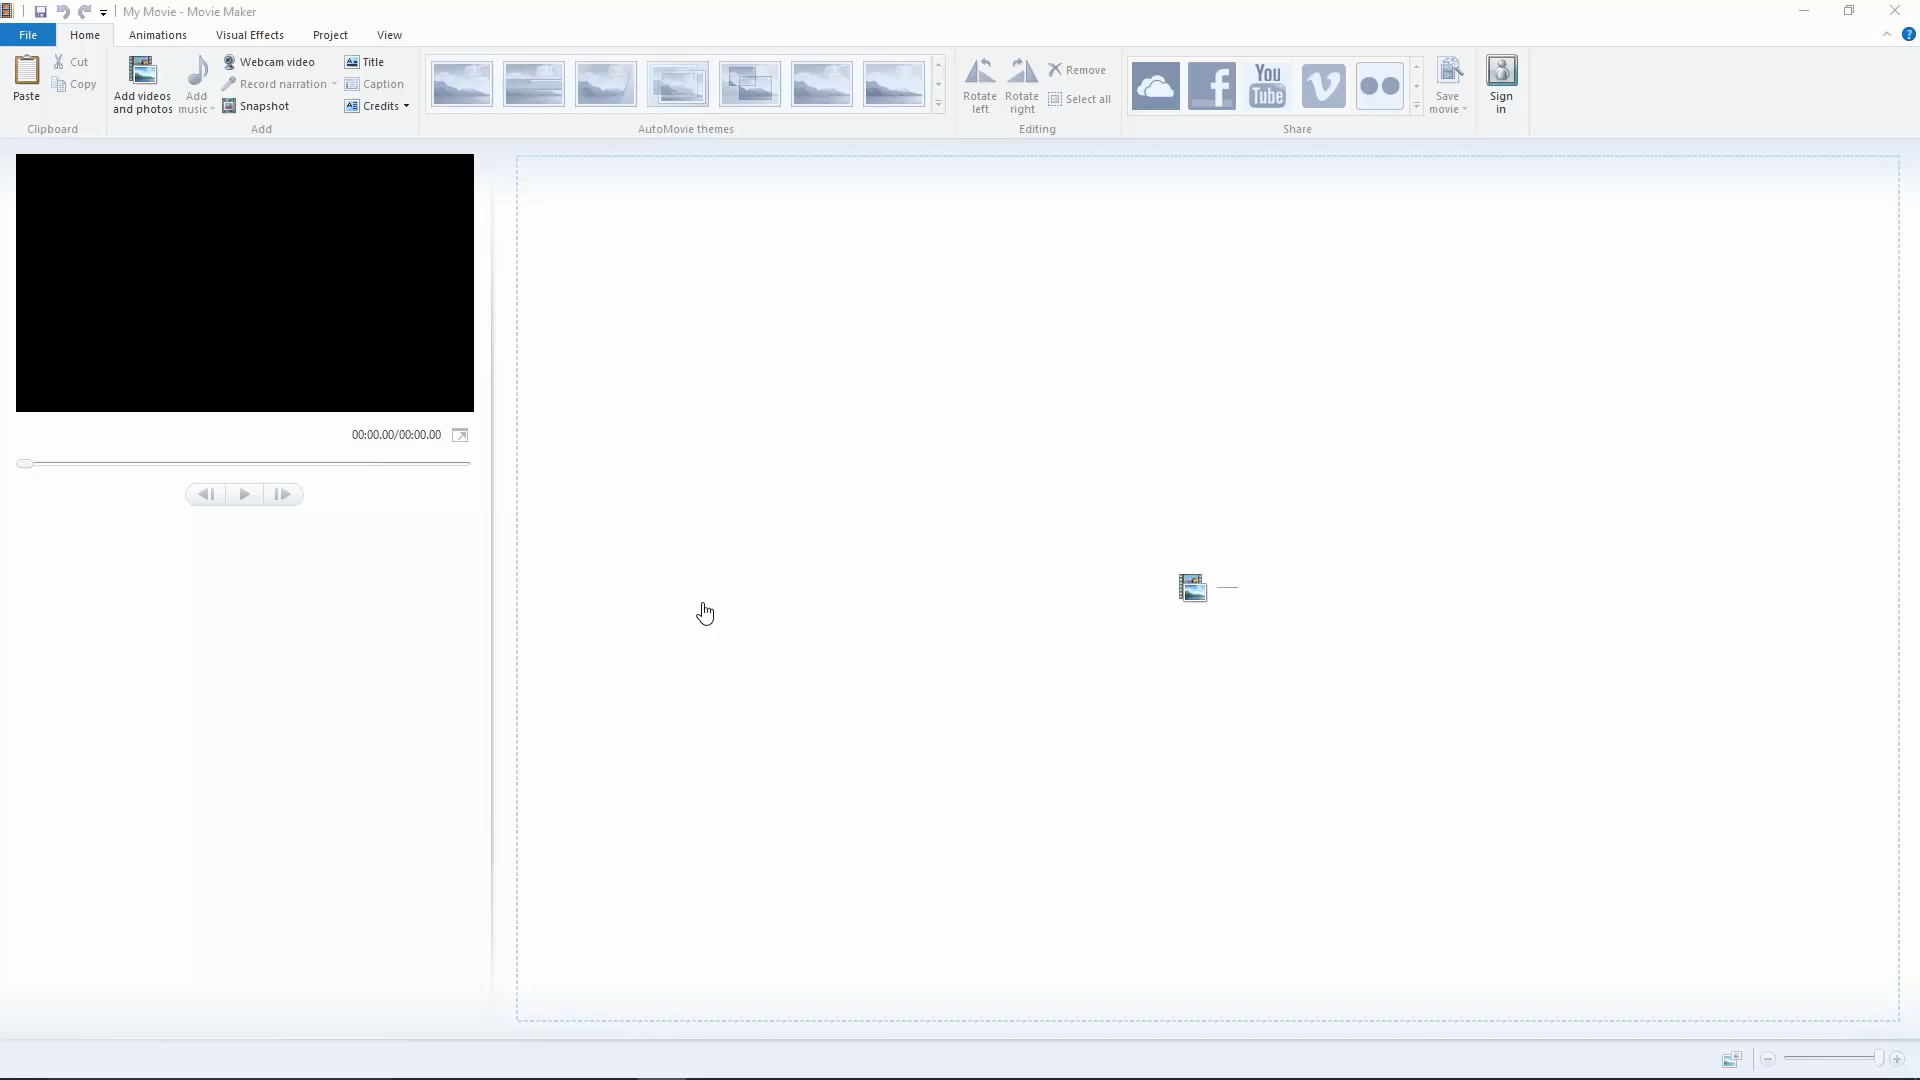 My Movie - Movie Maker
File
Home
Animations
Visual Effects
Project
View
Paste
Cut
Copy
Clipboard
Add videos
and photos
Add
music
Webcam video
Record narration
Snapshot
Title
Caption
Credits
Add
AutoMovie themes
Rotate
left
Rotate
right
Remove
Select all
Editing
You
Tube
Share
Save
movie
Sign
in
00:00.00/00:00.00